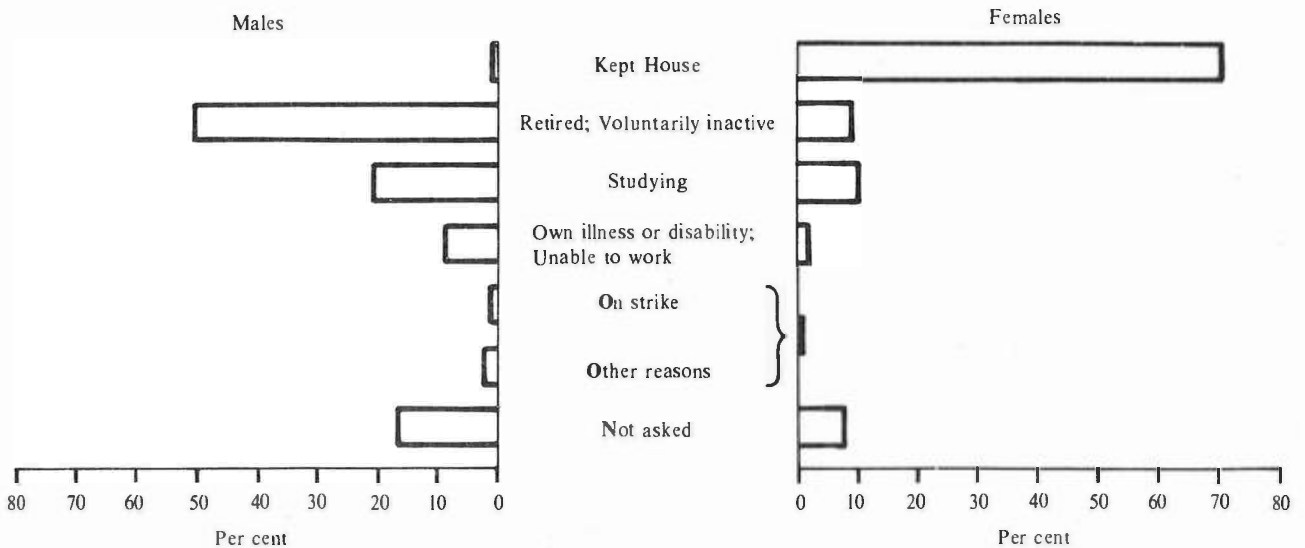 Males
Females
Kept House
Retired; Voluntarily inactive
Studying
Own illness or disability;
Unable to work
On strike
Other reasons
Not asked
80 70 60 50 40 30 20 10 0
0 10 20 30 40 50 60 70 80
Per cent
Per cent